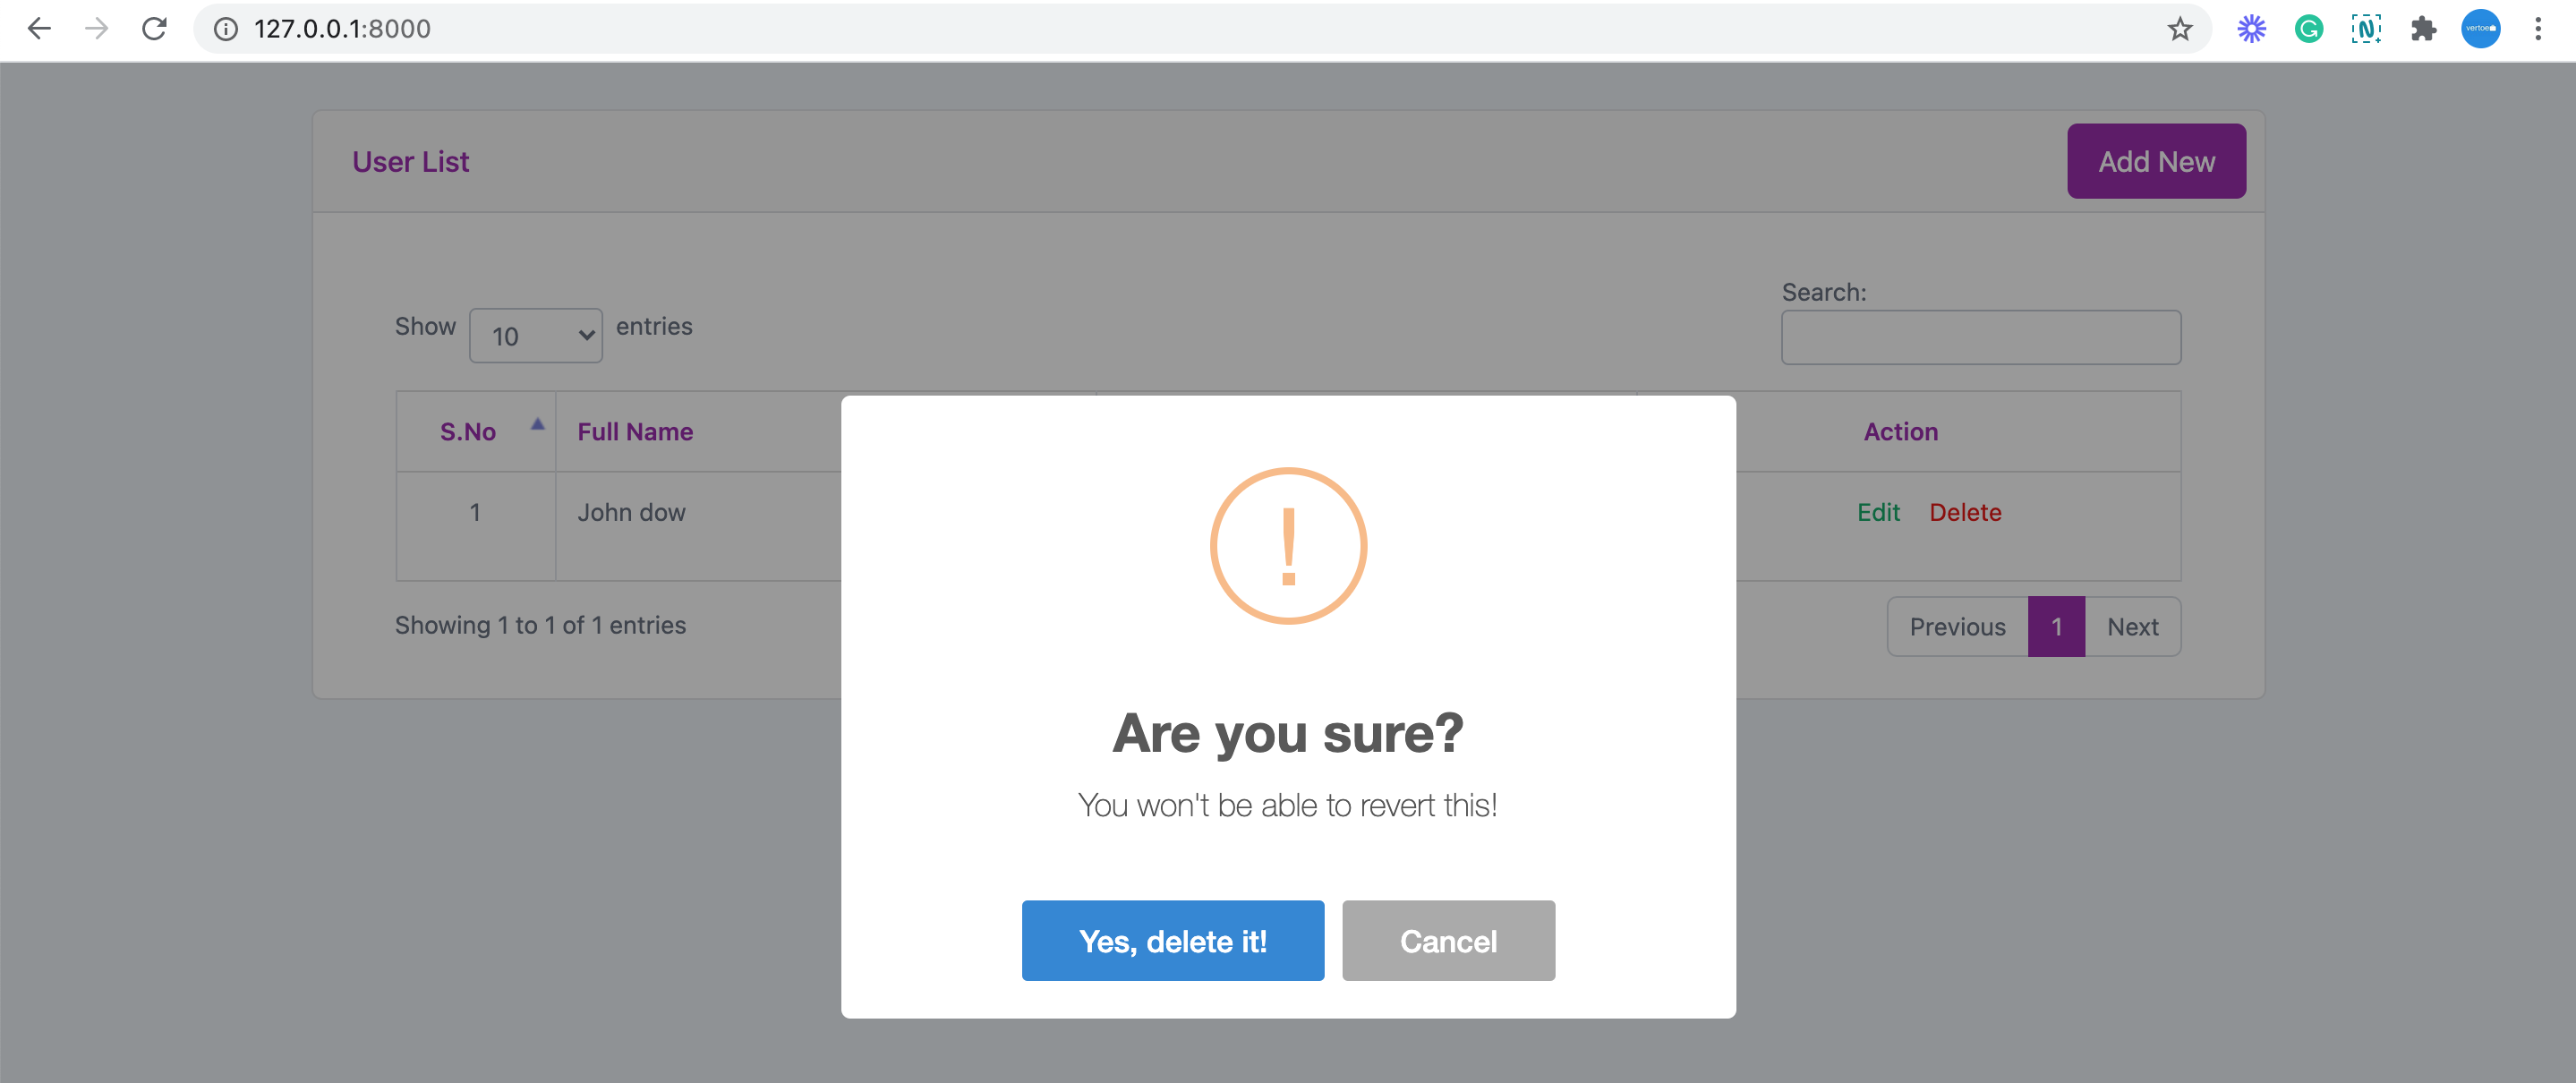 127.0.0.1:8000
vertoe
User List
Add New
Show 10 entries
Search:
S.No Full Name Action
1 John dow Edit Delete
Showing 1 to 1 of 1 entries
Previous 1 Next
!
Are you sure?
You won't be able to revert this!
Yes, delete it!
Cancel